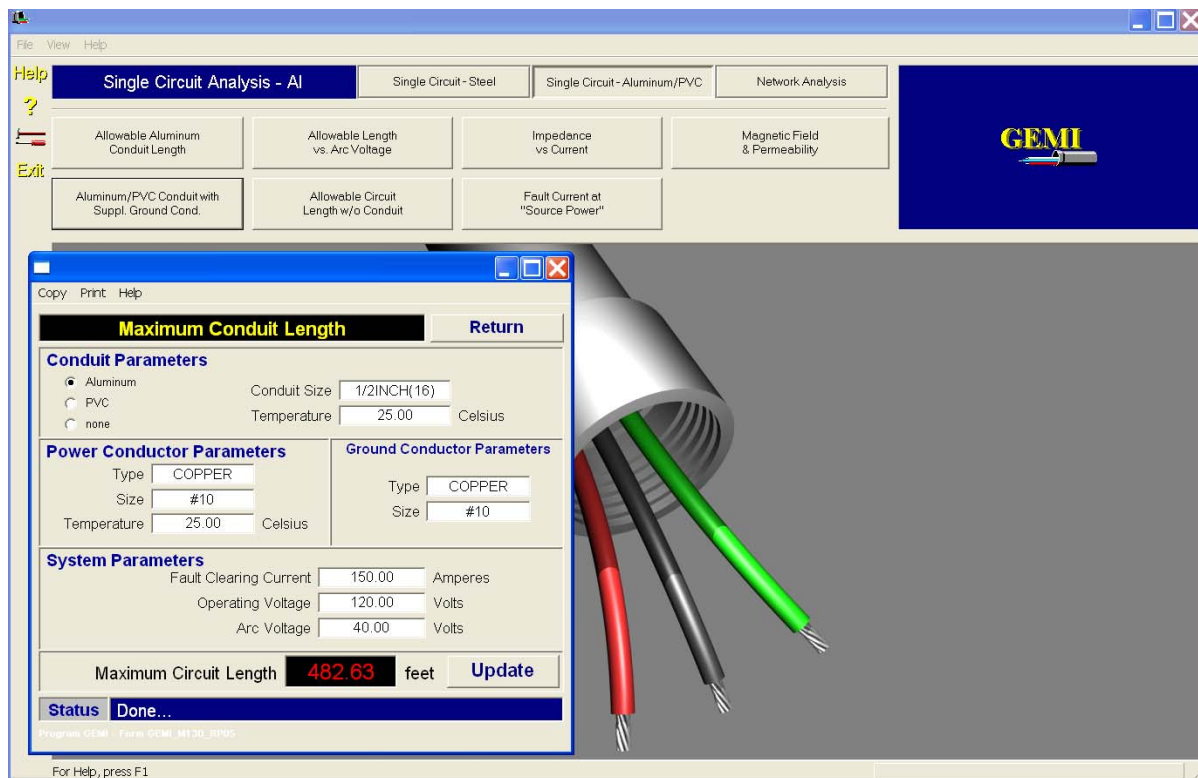 File View Help
Help
?
Exit
Single Circuit Analysis - Al
Single Circuit - Steel
Single Circuit - Aluminum/PVC
Network Analysis
Allowable Aluminum
Conduit Length
Allowable Length
vs. Arc Voltage
Impedance
vs Current
Magnetic Field
& Permeability
Aluminum/PVC Conduit with
Suppl. Ground Cond.
Allowable Circuit
Length w/o Conduit
Fault Current at
"Source Power"
GEMI
Copy Print Help
Maximum Conduit Length
Return
Conduit Parameters
Aluminum
PVC
none
Conduit Size 1/2INCH(16)
Temperature 25.00 Celsius
Power Conductor Parameters
Type COPPER
Size #10
Temperature 25.00 Celsius
Ground Conductor Parameters
Type COPPER
Size #10
System Parameters
Fault Clearing Current 150.00 Amperes
Operating Voltage 120.00 Volts
Arc Voltage 40.00 Volts
Maximum Circuit Length 482.63 feet Update
Status Done...
Program GEMI - Form GEMI_M130_RP05
For Help, press F1